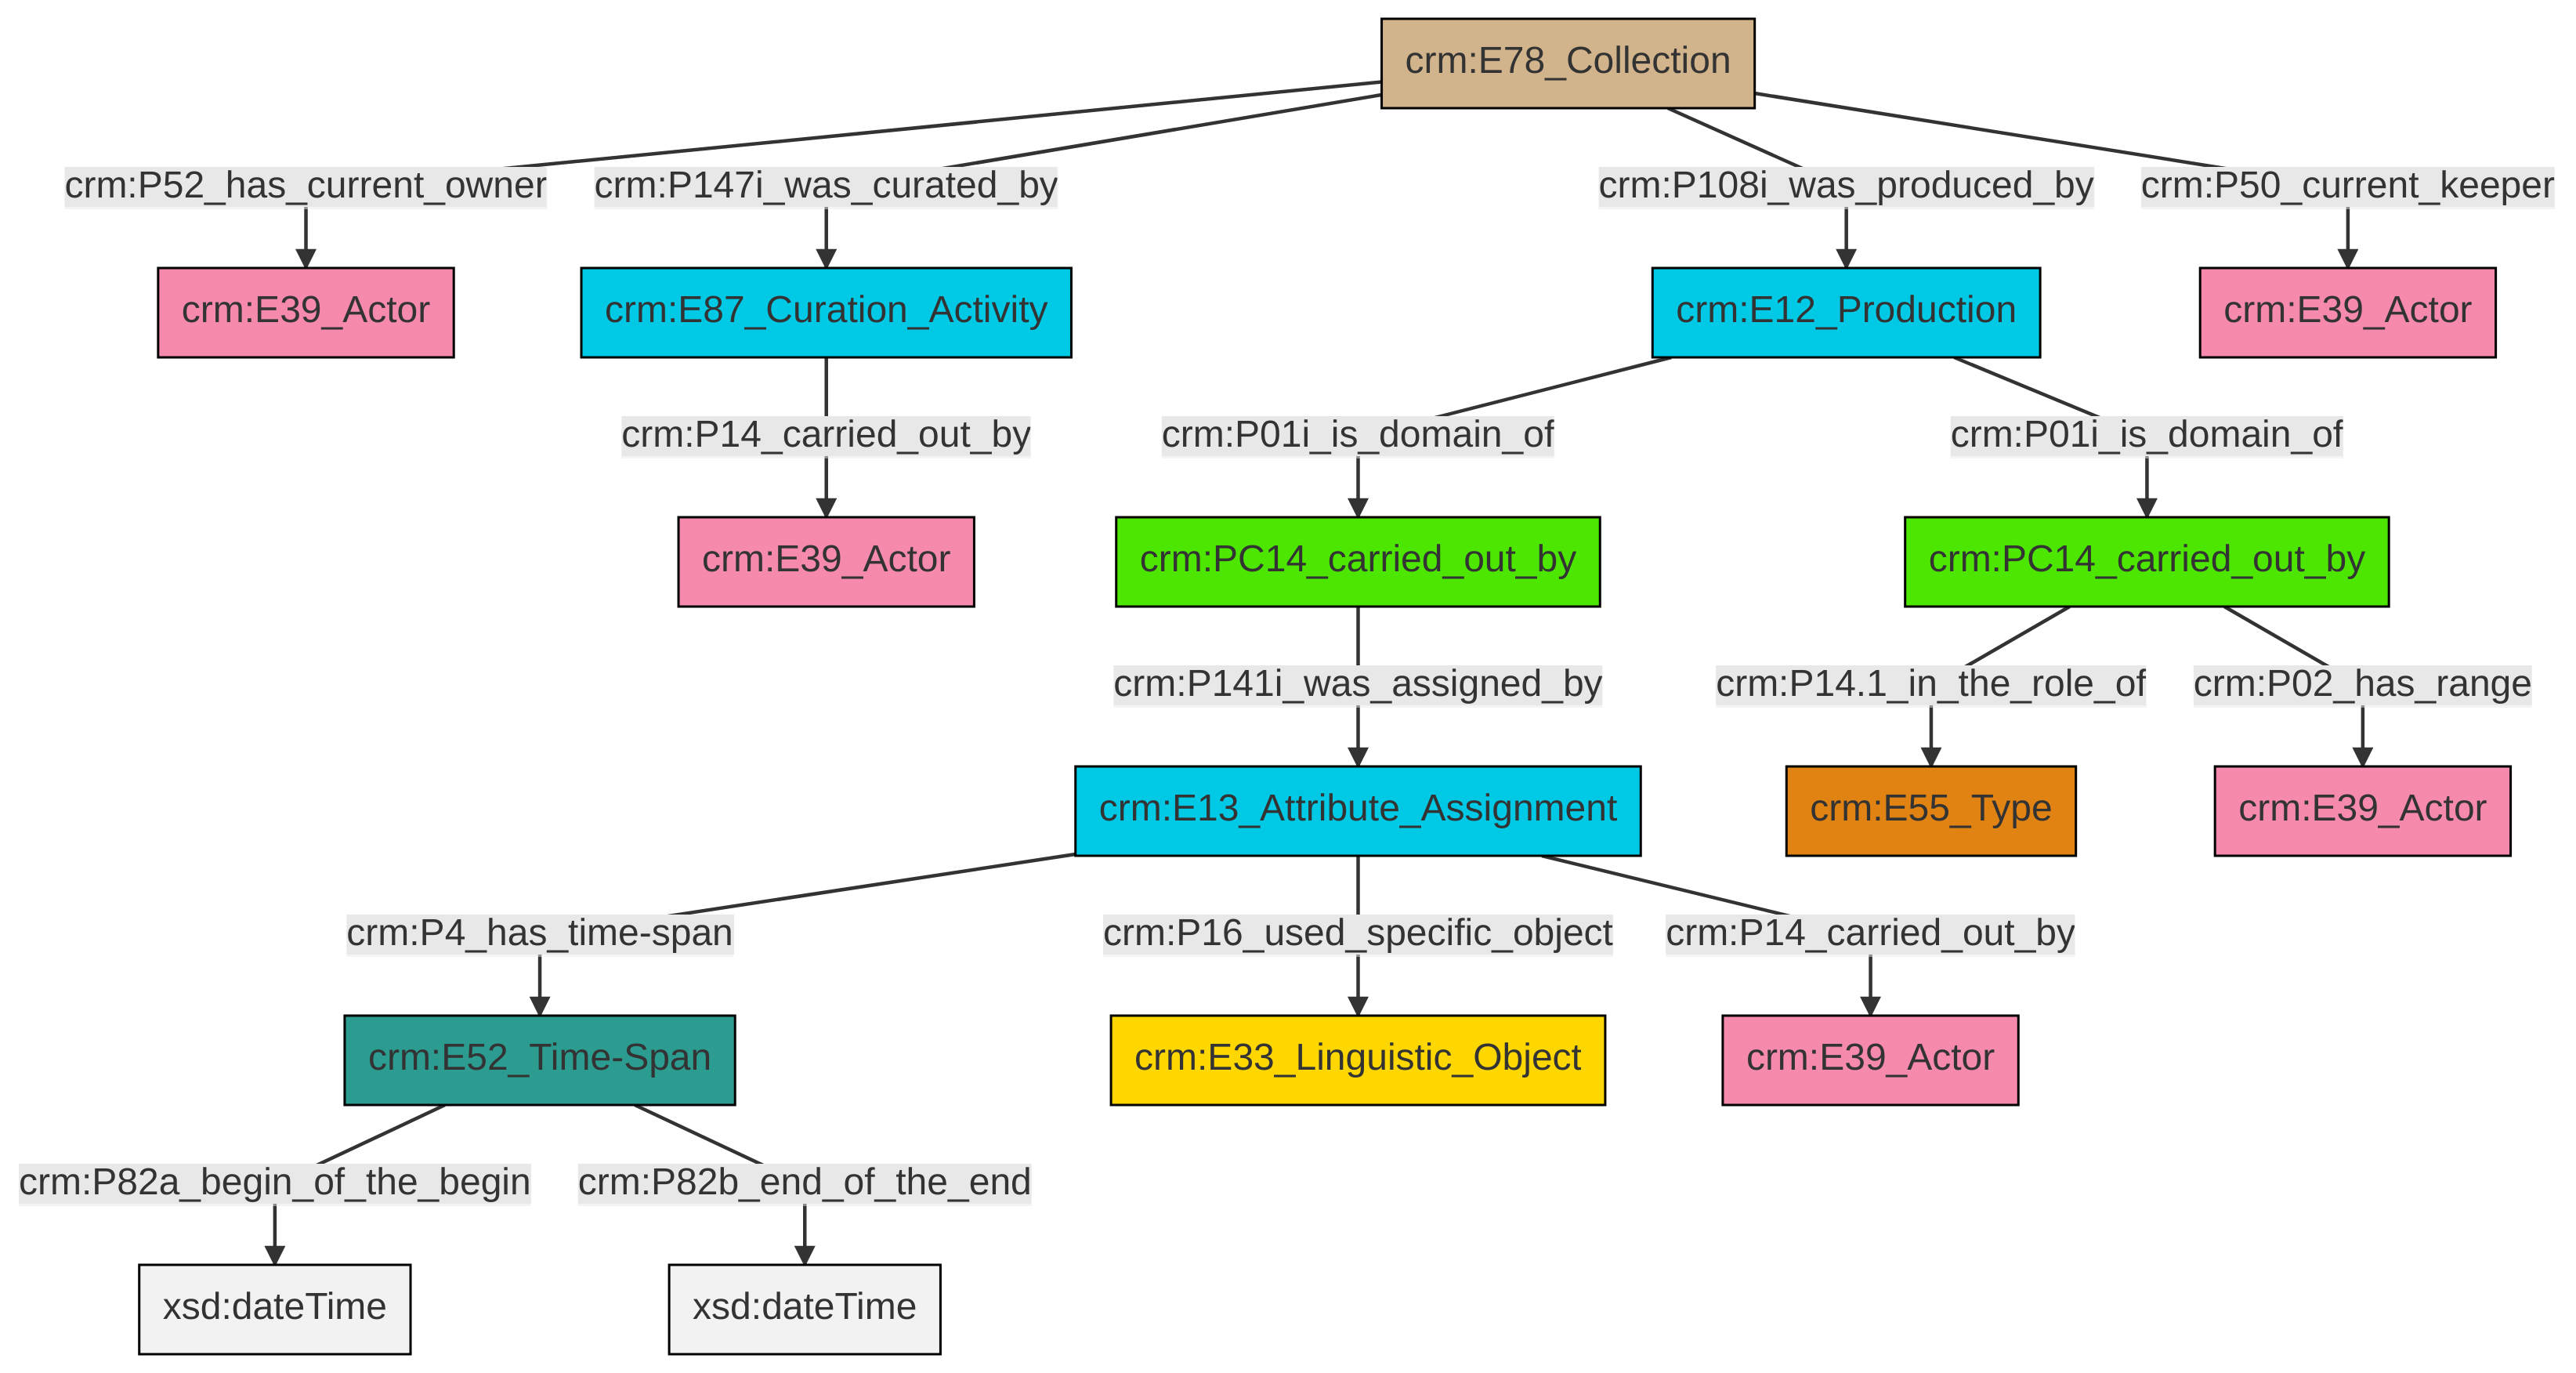 crm:E78_Collection
crm:P52_has_current_owner
crm:P147i_was_curated_by
crm:P108i_was_produced_by
crm:P50_current_keeper
crm:E39_Actor
crm:E87_Curation_Activity
crm:E12_Production
crm:E39_Actor
crm:P14_carried_out_by
crm:P01i_is_domain_of
crm:P01i_is_domain_of
crm:E39_Actor
crm:PC14_carried_out_by
crm:PC14_carried_out_by
crm:P141i_was_assigned_by
crm:P14.1_in_the_role_of
crm:P02_has_range
crm:E13_Attribute_Assignment
crm:E55_Type
crm:E39_Actor
crm:P4_has_time-span
crm:P16_used_specific_object
crm:P14_carried_out_by
crm:E52_Time-Span
crm:E33_Linguistic_Object
crm:E39_Actor
crm:P82a_begin_of_the_begin
crm:P82b_end_of_the_end
xsd:dateTime
xsd:dateTime